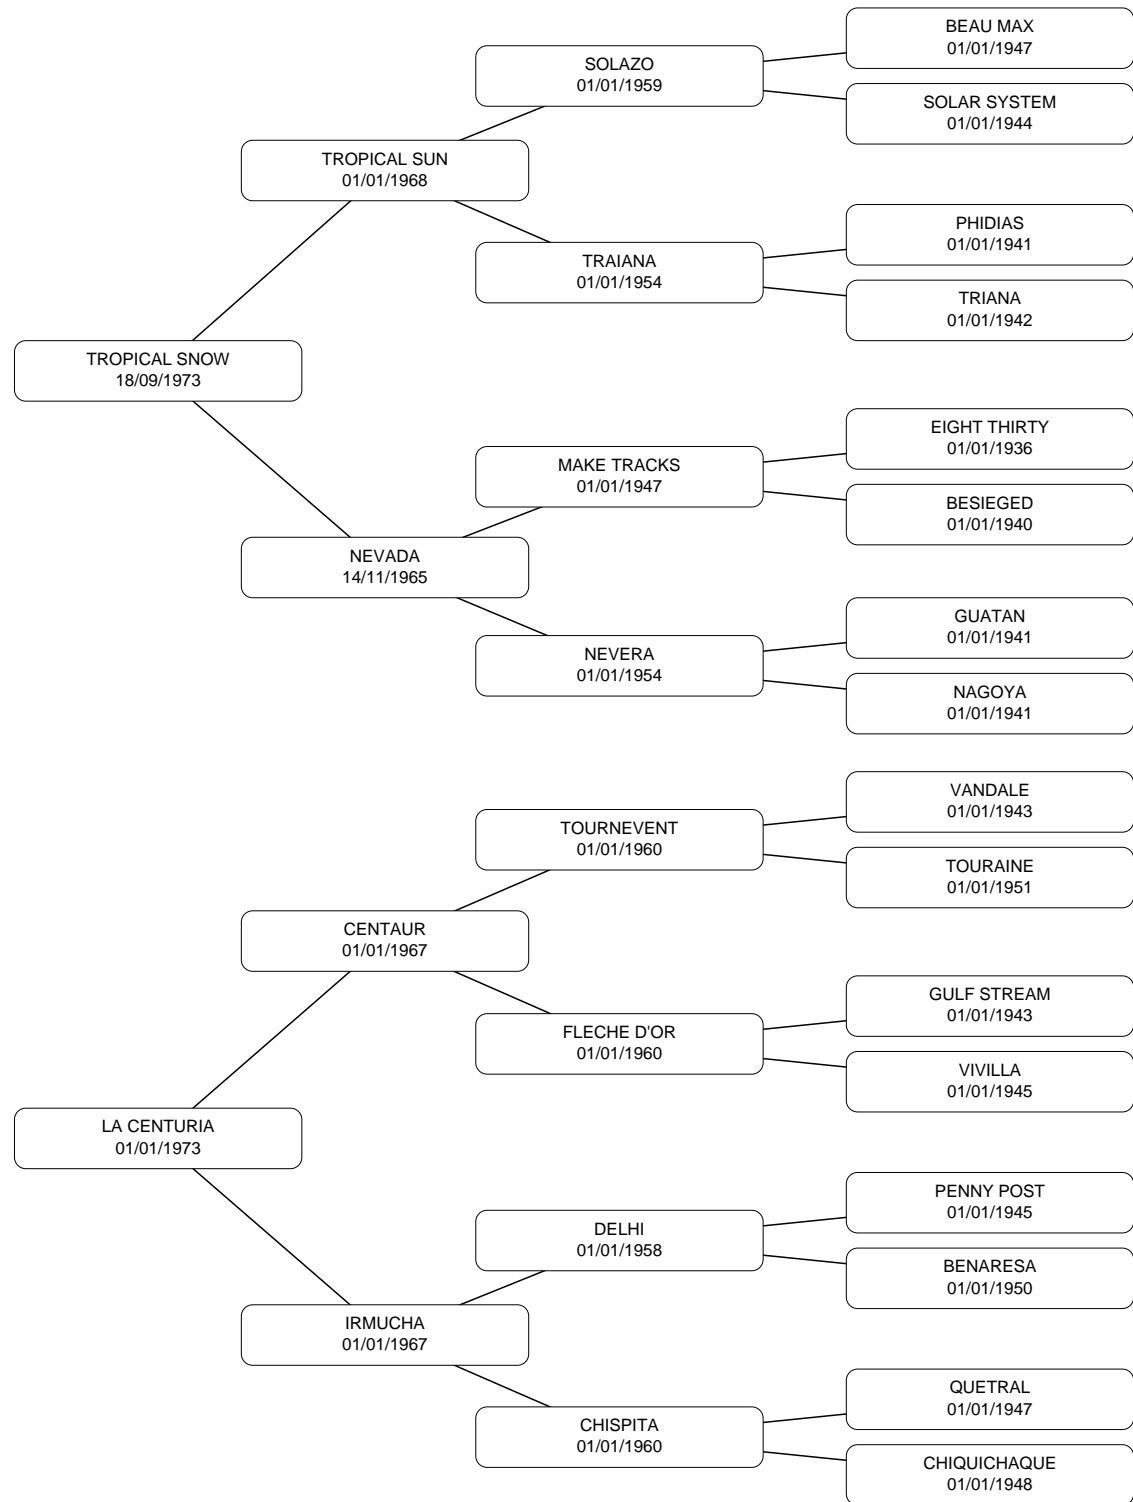 BEAU MAX
01/01/1947
SOLAZO
01/01/1959
SOLAR SYSTEM
01/01/1944
TROPICAL SUN
01/01/1968
PHIDIAS
01/01/1941
TRAIANA
01/01/1954
TRIANA
01/01/1942
TROPICAL SNOW
18/09/1973
EIGHT THIRTY
01/01/1936
MAKE TRACKS
01/01/1947
BESIEGED
01/01/1940
NEVADA
14/11/1965
GUATAN
01/01/1941
NEVERA
01/01/1954
NAGOYA
01/01/1941
VANDALE
01/01/1943
TOURNEVENT
01/01/1960
TOURAINE
01/01/1951
CENTAUR
01/01/1967
GULF STREAM
01/01/1943
FLECHE D'OR
01/01/1960
VIVILLA
01/01/1945
LA CENTURIA
01/01/1973
PENNY POST
01/01/1945
DELHI
01/01/1958
BENARESA
01/01/1950
IRMUCHA
01/01/1967
QUETRAL
01/01/1947
CHISPITA
01/01/1960
CHIQUICHAQUE
01/01/1948